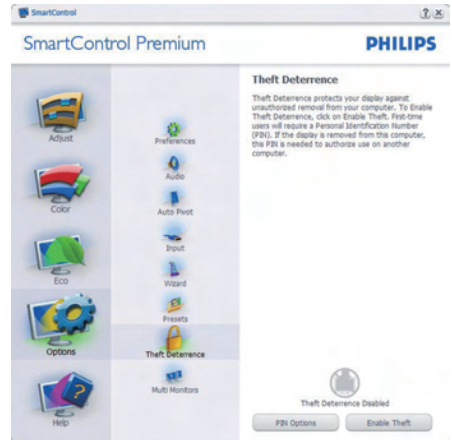 SmartControl
SmartControl Premium
PHILIPS
Adjust
Color
Eco
Options
Help
Preferences
Audio
Auto Pivot
Input
Wizard
Presets
Theft Deterrence
Multi Monitors
Theft Deterrence
Theft Deterrence protects your display against
unauthorized removal from your computer. To Enable
Theft Deterrence, click on Enable Theft. First-time
users will require a Personal Identification Number
(PIN). If the dsplay is removed from this computer,
this PIN is needed to authorize use on another
computer.
Theft Deterrence Disabled
PIN Options
Enable Theft